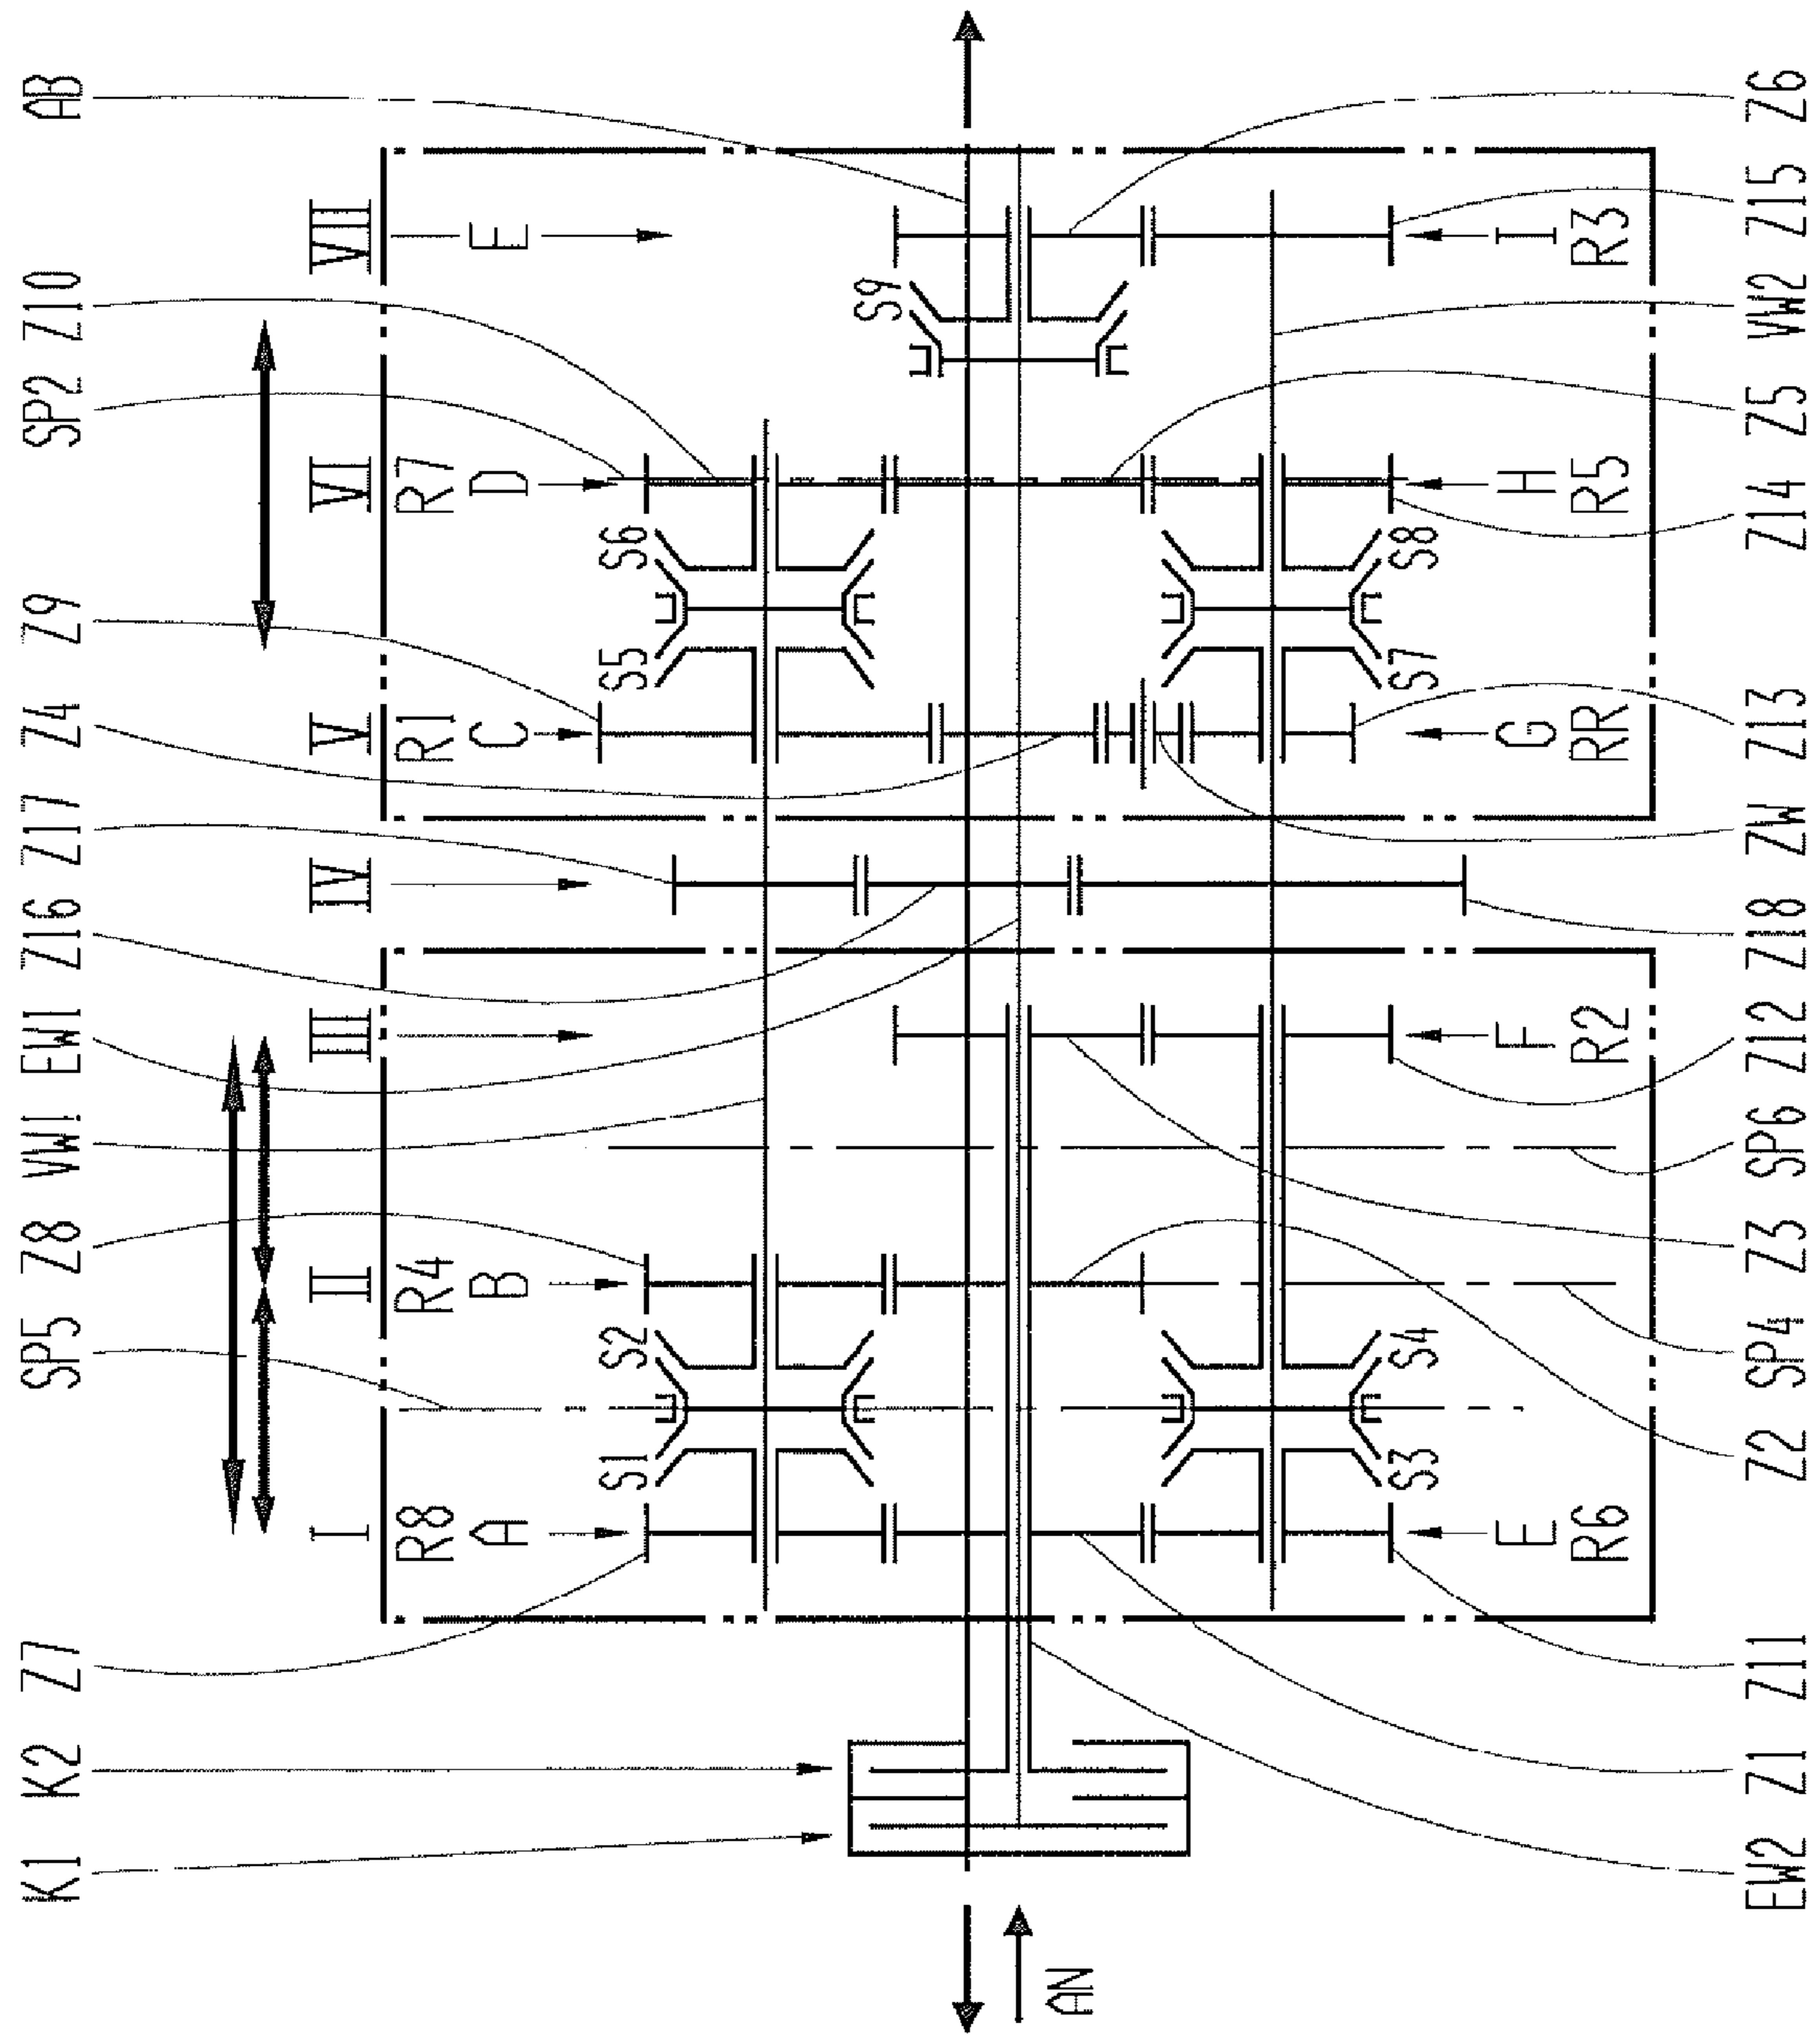 AB
Z10
SP2
Z9
Z4
Z17
Z16
EW1
VW1
Z8
SP5
Z7
K2
K1
VII
E
VI
R7
D
V
R1
C
IV
III
II
R4
B
I
R8
A
S9
S6
S5
S2
S1
S8
S7
S4
S3
I
R3
H
R5
G
RR
F
R2
E
R6
AN
Z6
Z15
VW2
Z5
Z14
Z13
ZW
Z18
Z12
SP6
Z3
SP4
Z2
Z11
Z1
EW2